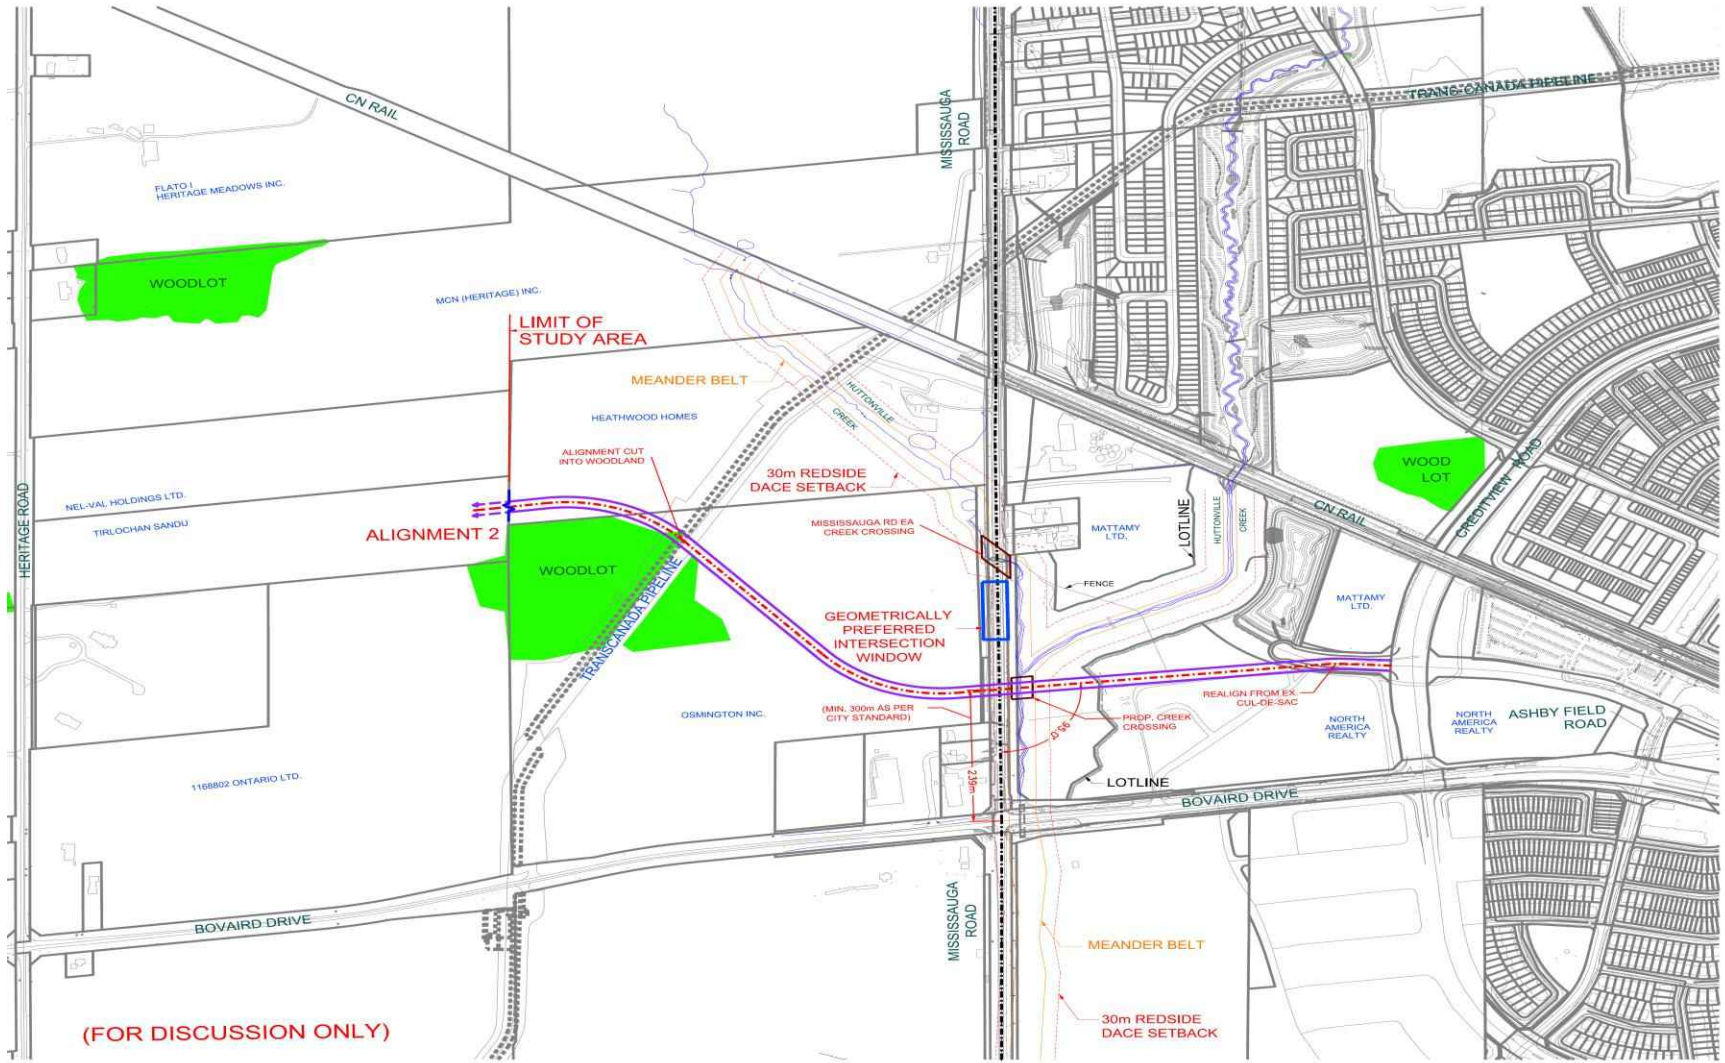 CN RAIL
MISSISSAUGA
ROAD
TRANS-CANADA PIPELINE
FLATO I
HERITAGE MEADOWS INC.
WOODLOT
MCN (HERITAGE) INC.
LIMIT OF
STUDY AREA
MEANDER BELT
HUTTONVILLE
CREEK
HEATHWOOD HOMES
ALIGNMENT CUT
INTO WOODLAND
30m REDSIDE
DACE SETBACK
WOOD
LOT
CREDITVIEW ROAD
CN RAIL
HERITAGE ROAD
NEL-VAL HOLDINGS LTD.
TIRLOCHAN SANDU
ALIGNMENT 2
MISSISSAUGA RD EA
CREEK CROSSING
MATTAMY
LTD.
LOTLINE
HUTTONVILLE
CREEK
WOODLOT
TRANSCANADA PIPELINE
FENCE
MATTAMY
LTD.
GEOMETRICALLY
PREFERRED
INTERSECTION
WINDOW
OSMINGTON INC.
(MIN. 300m AS PER
CITY STANDARD)
95.0°
PROP. CREEK
CROSSING
REALIGN FROM EX.
CUL-DE-SAC
NORTH
AMERICA
REALTY
NORTH
AMERICA
REALTY
ASHBY FIELD
ROAD
239m
1168802 ONTARIO LTD.
LOTLINE
BOVAIRD DRIVE
BOVAIRD DRIVE
MISSISSAUGA
ROAD
MEANDER BELT
30m REDSIDE
DACE SETBACK
(FOR DISCUSSION ONLY)